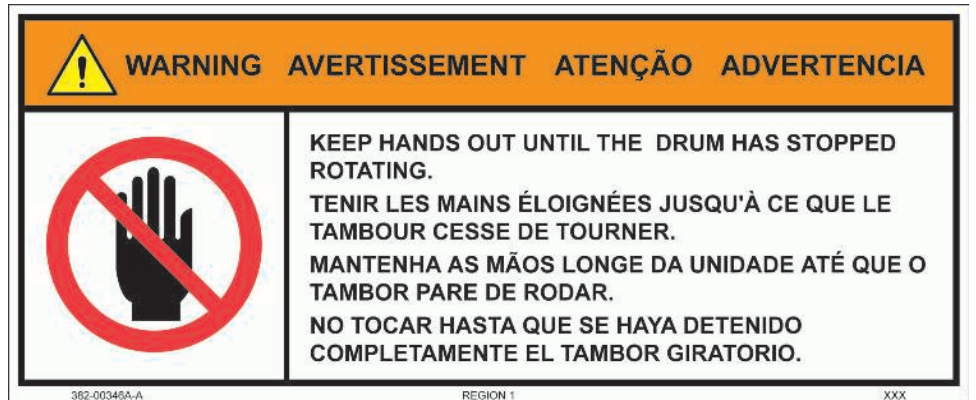 WARNING AVERTISSEMENT ATENÇÃO ADVERTENCIA
KEEP HANDS OUT UNTIL THE DRUM HAS STOPPED
ROTATING.
TENIR LES MAINS ÉLOIGNÉES JUSQU'À CE QUE LE
TAMBOUR CESSE DE TOURNER.
MANTENHA AS MÃOS LONGE DA UNIDADE ATÉ QUE O
TAMBOR PARE DE RODAR.
NO TOCAR HASTA QUE SE HAYA DETENIDO
COMPLETAMENTE EL TAMBOR GIRATORIO.
382-00346A-A REGION 1 XXX